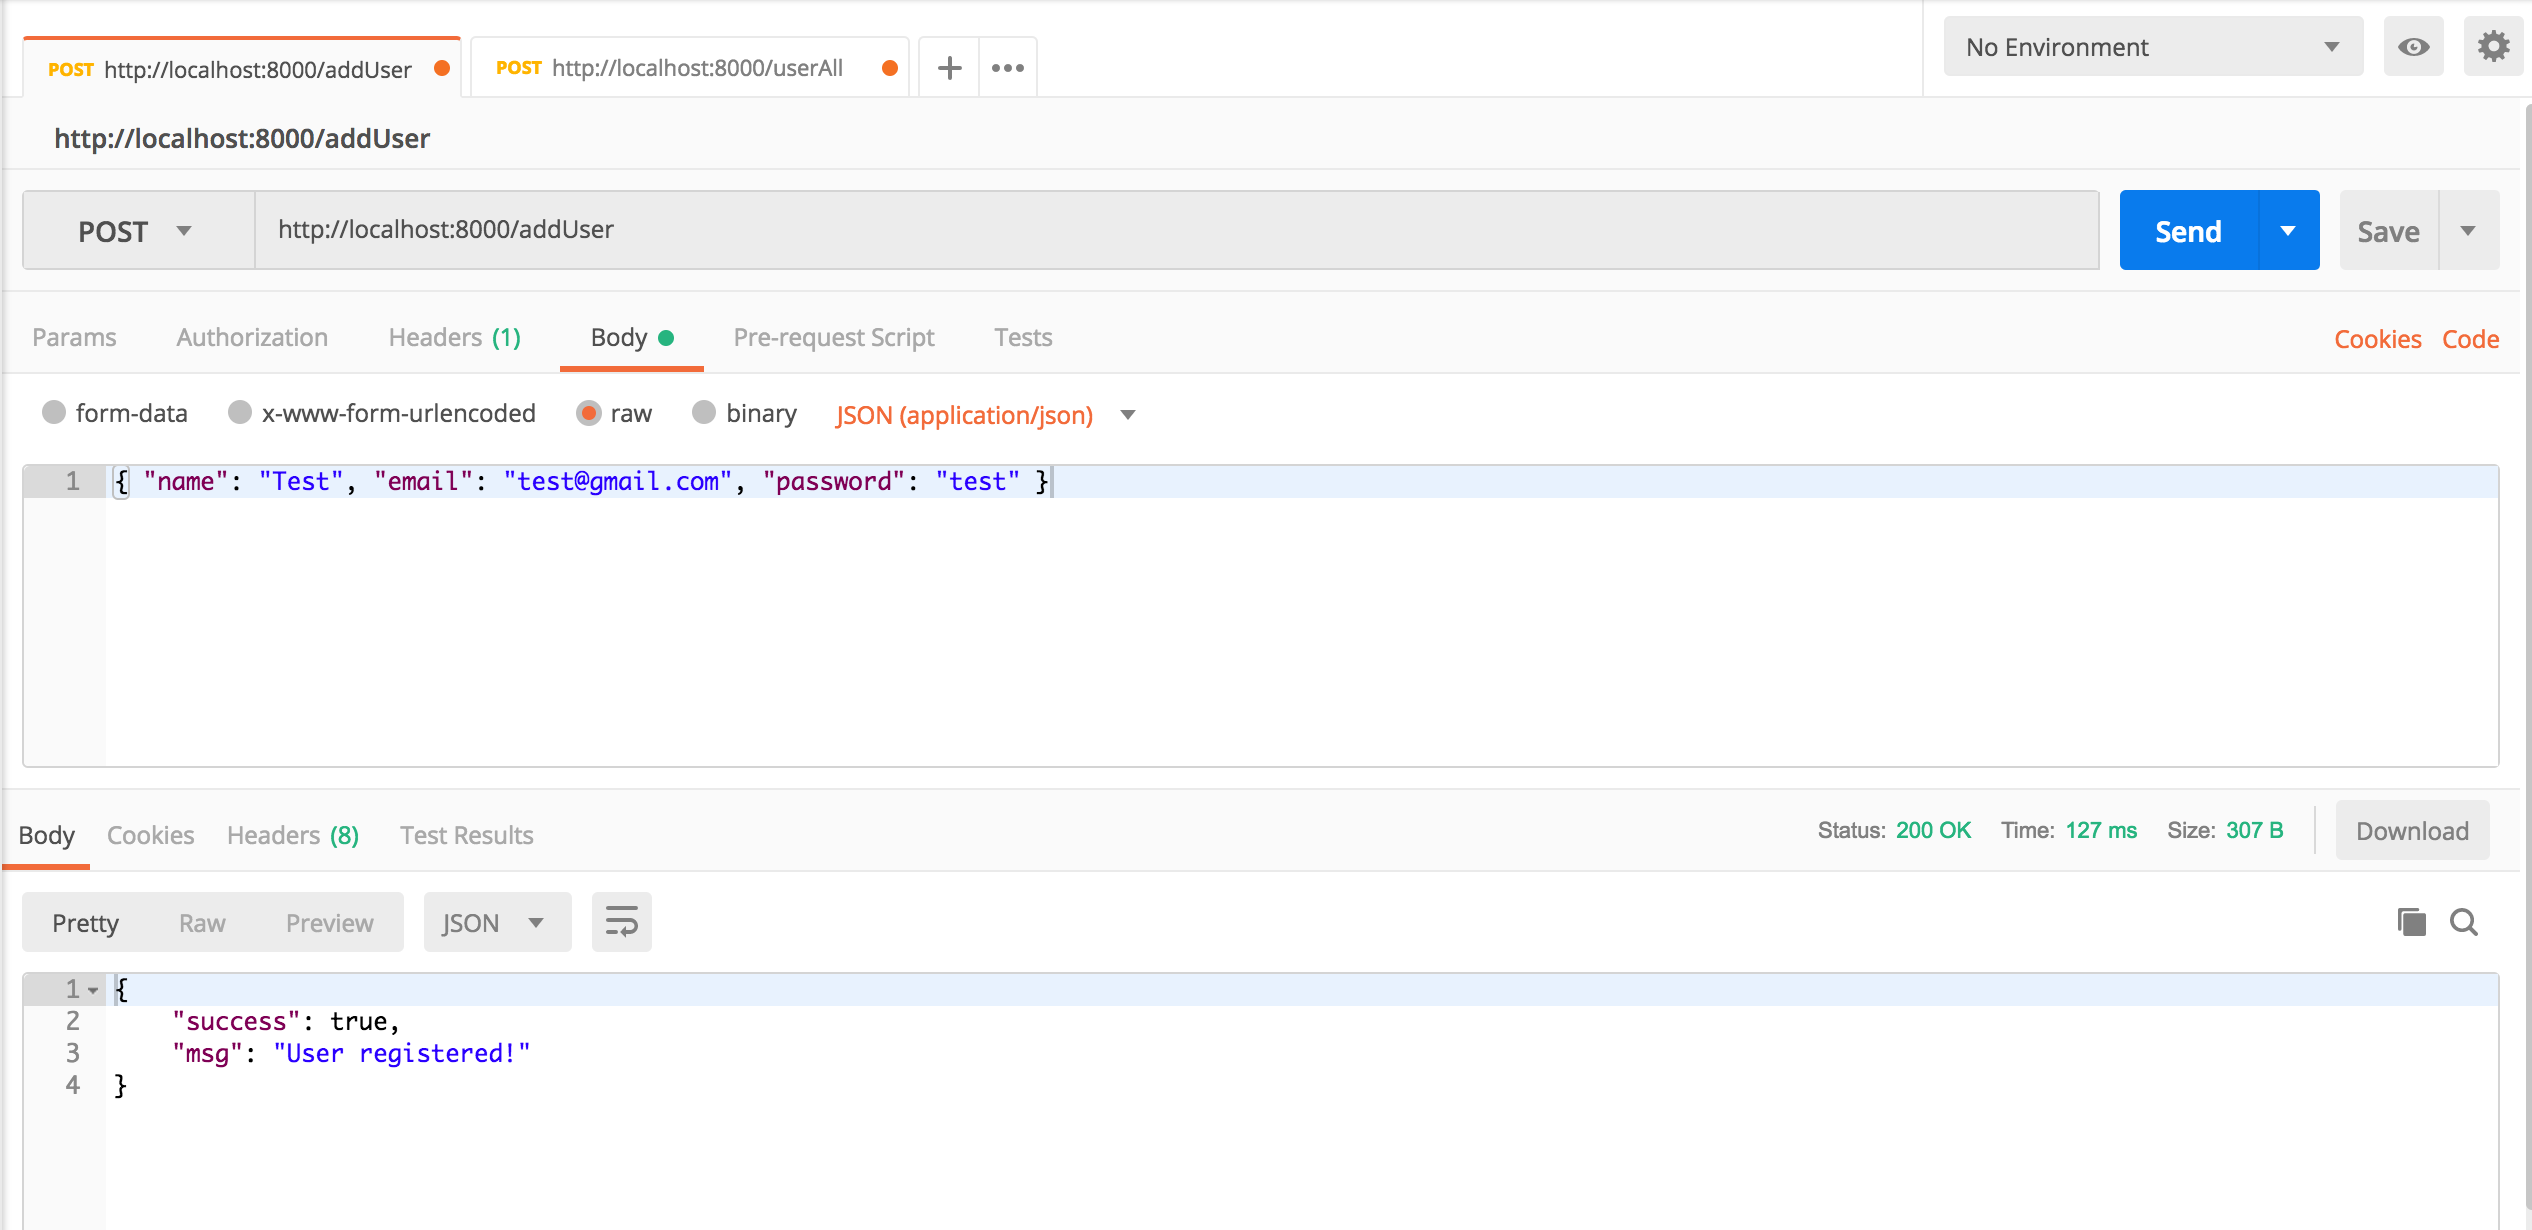 POST http://localhost:8000/addUser
POST http://localhost:8000/userAll
No Environment
http://localhost:8000/addUser
POST http://localhost:8000/addUser Send Save
Params Authorization Headers (1) Body Pre-request Script Tests Cookies Code
form-data x-www-form-urlencoded raw binary JSON (application/json)
1 { "name": "Test", "email": "test@gmail.com", "password": "test" }
Body Cookies Headers (8) Test Results Status: 200 OK Time: 127 ms Size: 307 B Download
Pretty Raw Preview JSON
1 {
2 "success": true,
3 "msg": "User registered!"
4 }